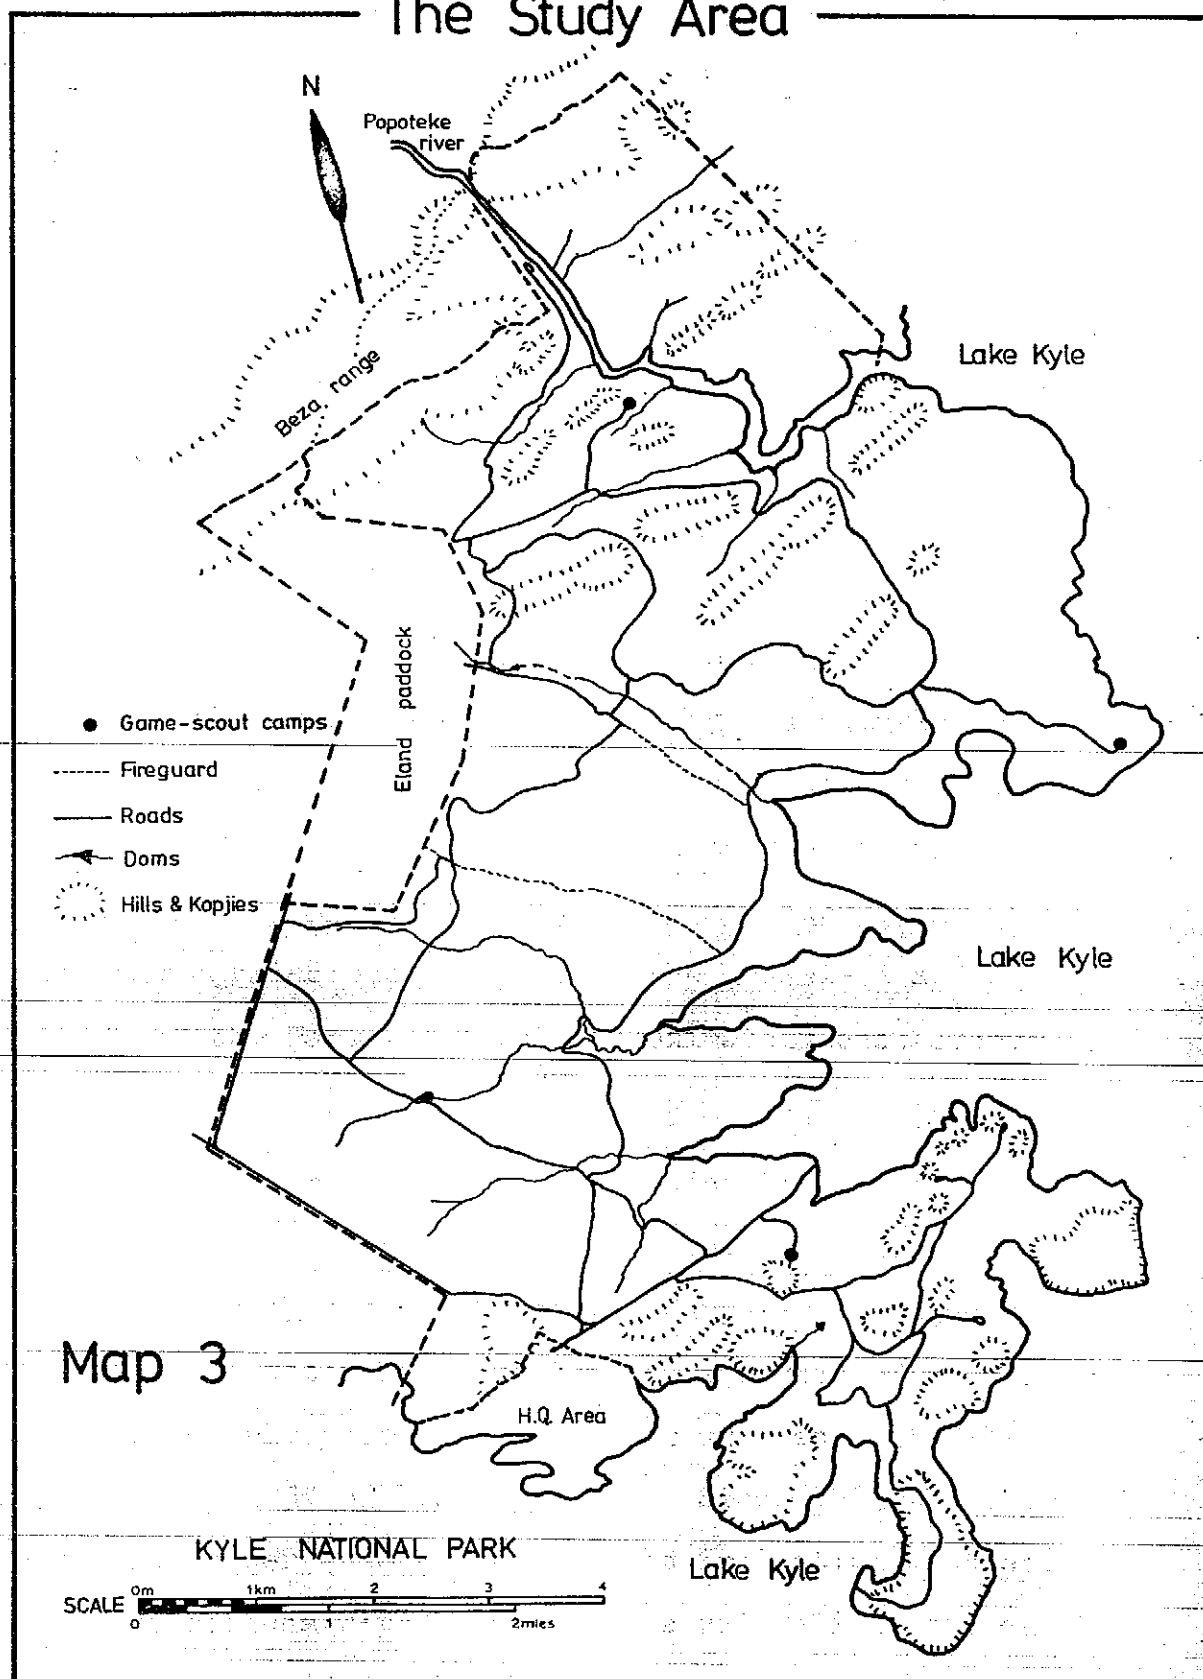 The Study Area
N
Popoteke
river
Lake Kyle
Beza range
Eland paddock
Game-scout camps
Fireguard
Roads
Doms
Hills & Kopjies
Lake Kyle
Map 3
H.Q. Area
KYLE NATIONAL PARK
Lake Kyle
SCALE
0m 1km 2 3 4
0 1 2miles